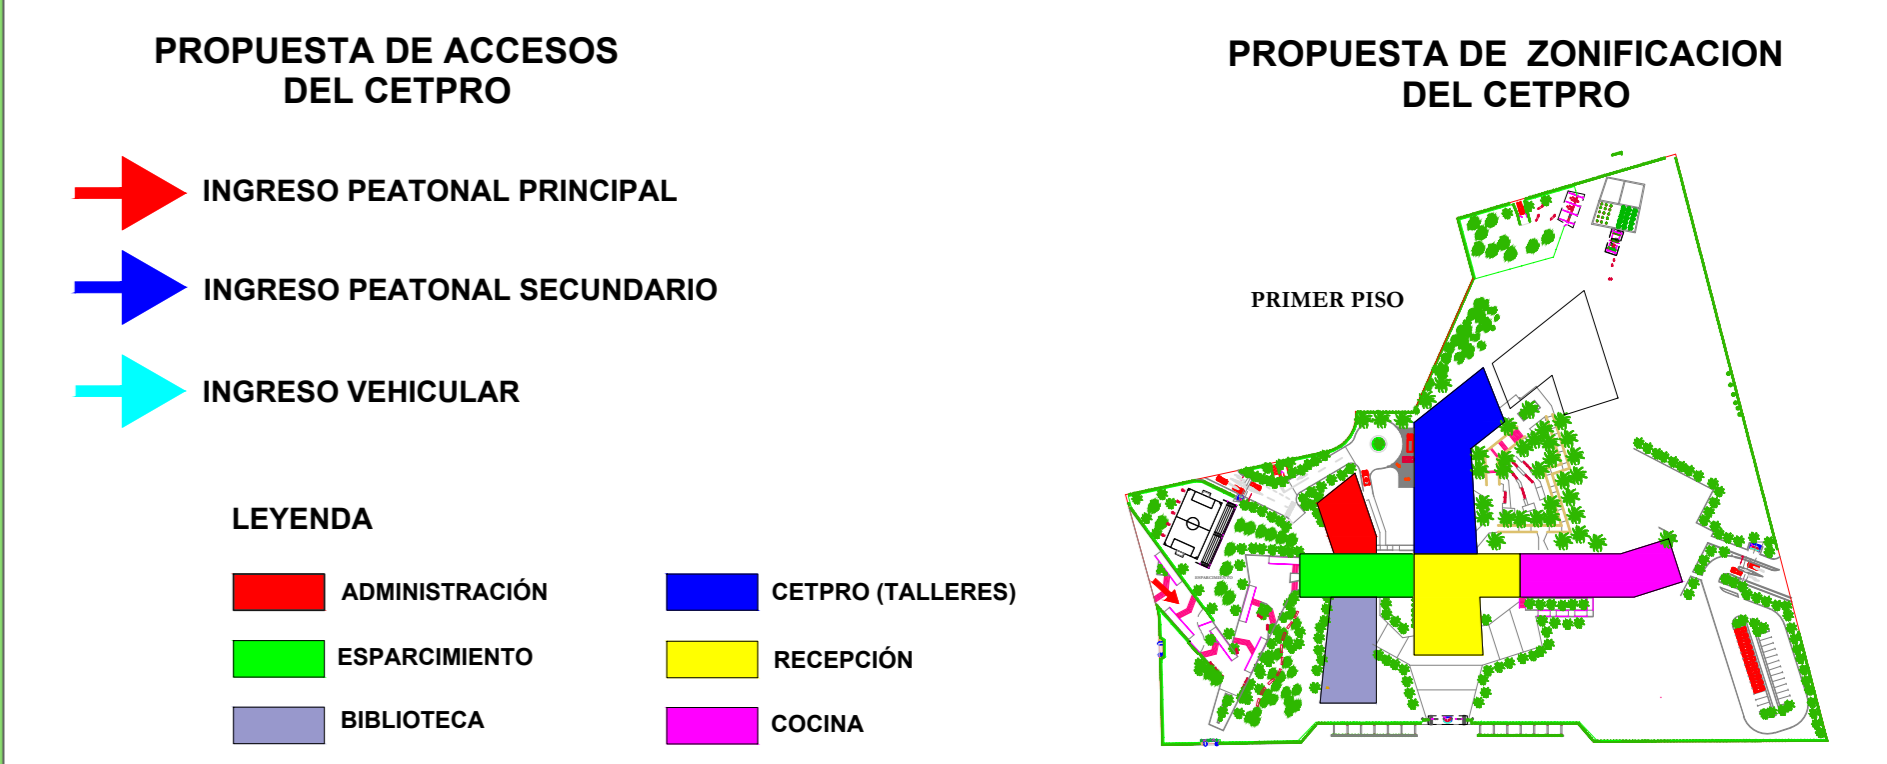 PROPUESTA DE ACCESOS
DEL CETPRO
INGRESO PEATONAL PRINCIPAL
INGRESO PEATONAL SECUNDARIO
INGRESO VEHICULAR
LEYENDA
ADMINISTRACIÓN
ESPARCIMIENTO
BIBLIOTECA
CETPRO (TALLERES)
RECEPCIÓN
COCINA
PROPUESTA DE ZONIFICACION
DEL CETPRO
PRIMER PISO
ESPARCIMIENTO